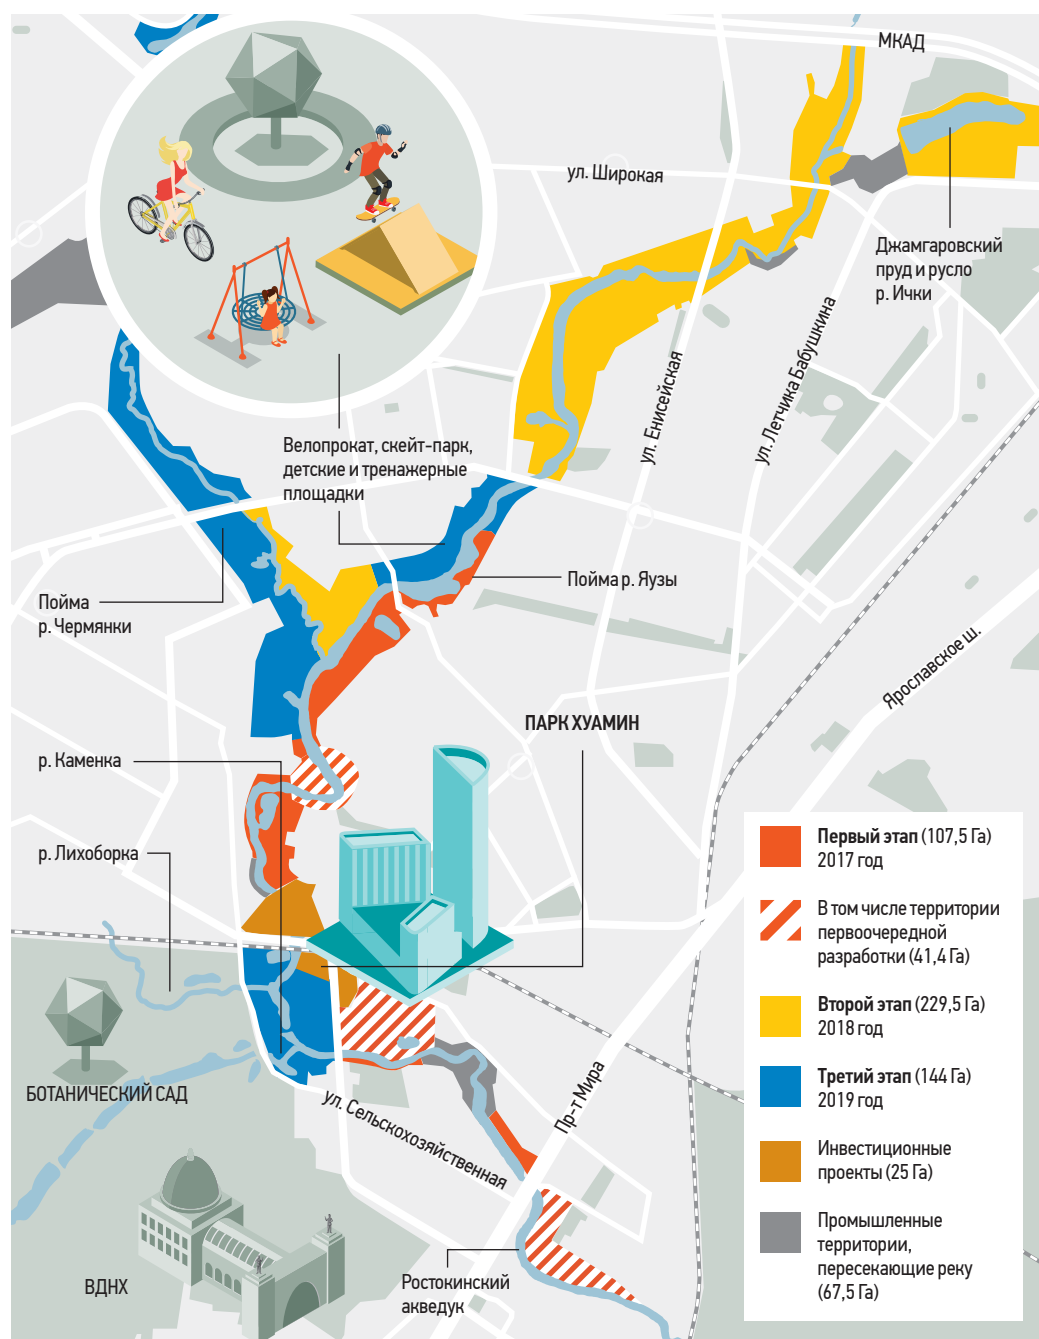 МКАД
ул. Широкая
Джамгаровский
пруд и русло
р. Ички
ул. Енисейская
ул. Летчика Бабушкина
Велопрокат, скейт-парк,
детские и тренажерные
площадки
Пойма р. Яузы
Пойма
р. Чермянки
Ярославское ш.
ПАРК ХУАМИН
р. Каменка
р. Лихоборка
Первый этап (107,5 Га)
2017 год
В том числе территории
первоочередной
разработки (41,4 Га)
Второй этап (229,5 Га)
2018 год
Третий этап (144 Га)
2019 год
Инвестиционные
проекты (25 Га)
Промышленные
территории,
пересекающие реку
(67,5 Га)
БОТАНИЧЕСКИЙ САД
ул. Сельскохозяйственная
Пр-т Мира
ВДНХ
Ростокинский
акведук